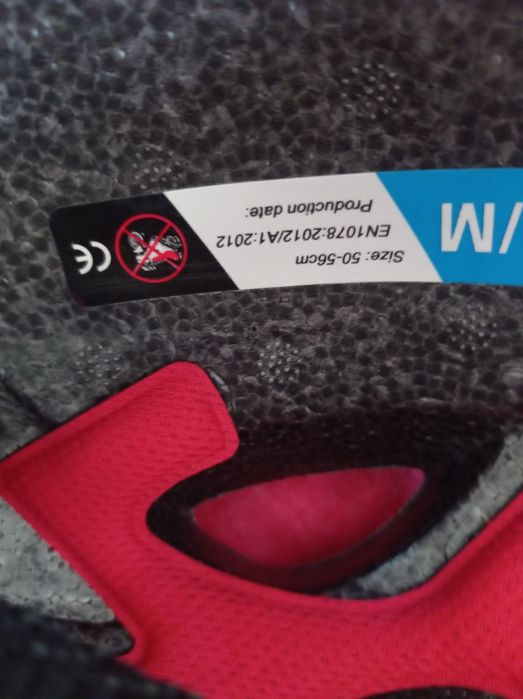 /M
Size: 50-56cm
EN1078:2012/A1:2012
Production date:
CE